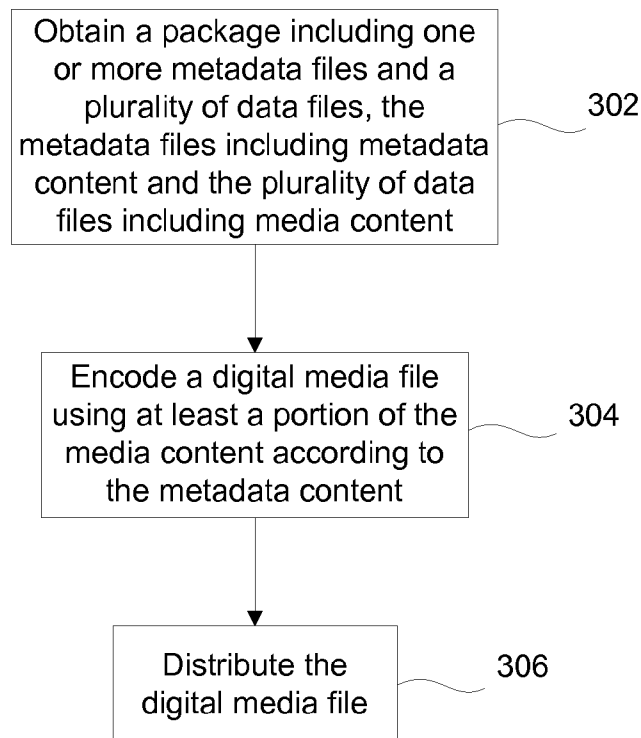 Obtain a package including one
or more metadata files and a
plurality of data files, the
metadata files including metadata
content and the plurality of data
files including media content
302
Encode a digital media file
using at least a portion of the
media content according to
the metadata content
304
Distribute the
digital media file
306